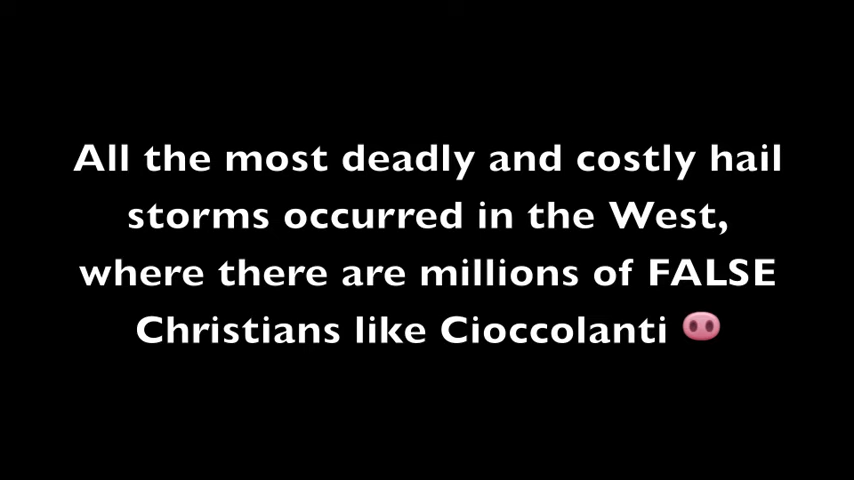 All the most deadly and costly hail
storms occurred in the West,
where there are millions of FALSE
Christians like Cioccolanti 🐽